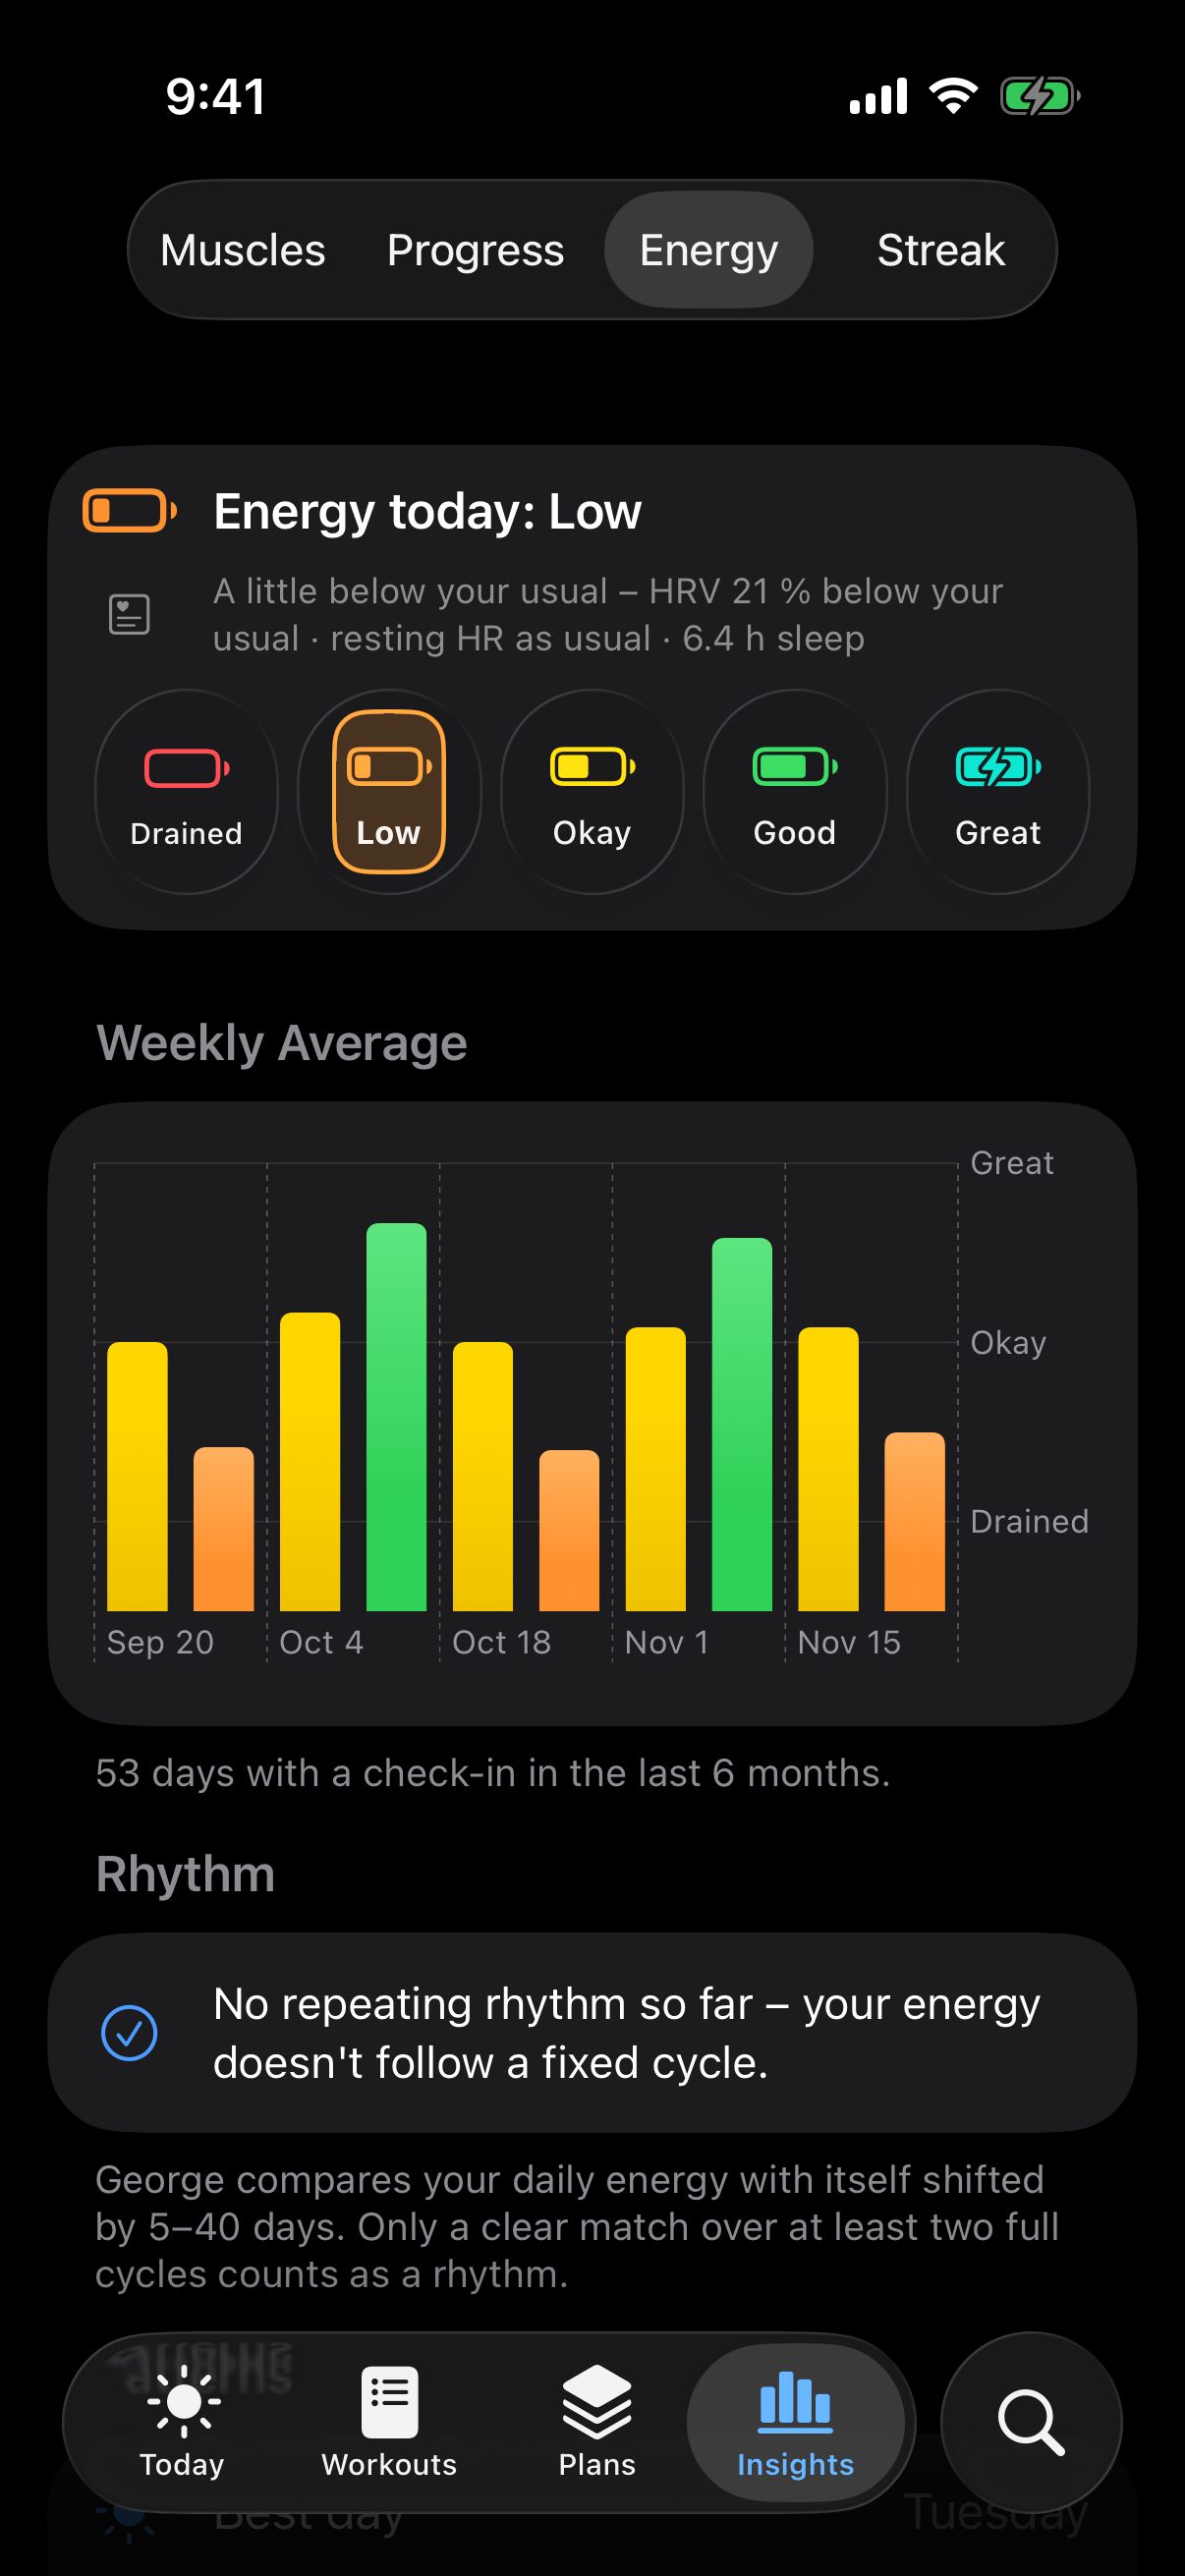 9:41
Muscles Progress Energy Streak
Energy today: Low
A little below your usual – HRV 21 % below your
usual · resting HR as usual · 6.4 h sleep
Drained Low Okay Good Great
Weekly Average
Great
Okay
Drained
Sep 20 Oct 4 Oct 18 Nov 1 Nov 15
53 days with a check-in in the last 6 months.
Rhythm
No repeating rhythm so far – your energy
doesn't follow a fixed cycle.
George compares your daily energy with itself shifted
by 5–40 days. Only a clear match over at least two full
cycles counts as a rhythm.
Today Workouts Plans Insights
Best day Tuesday